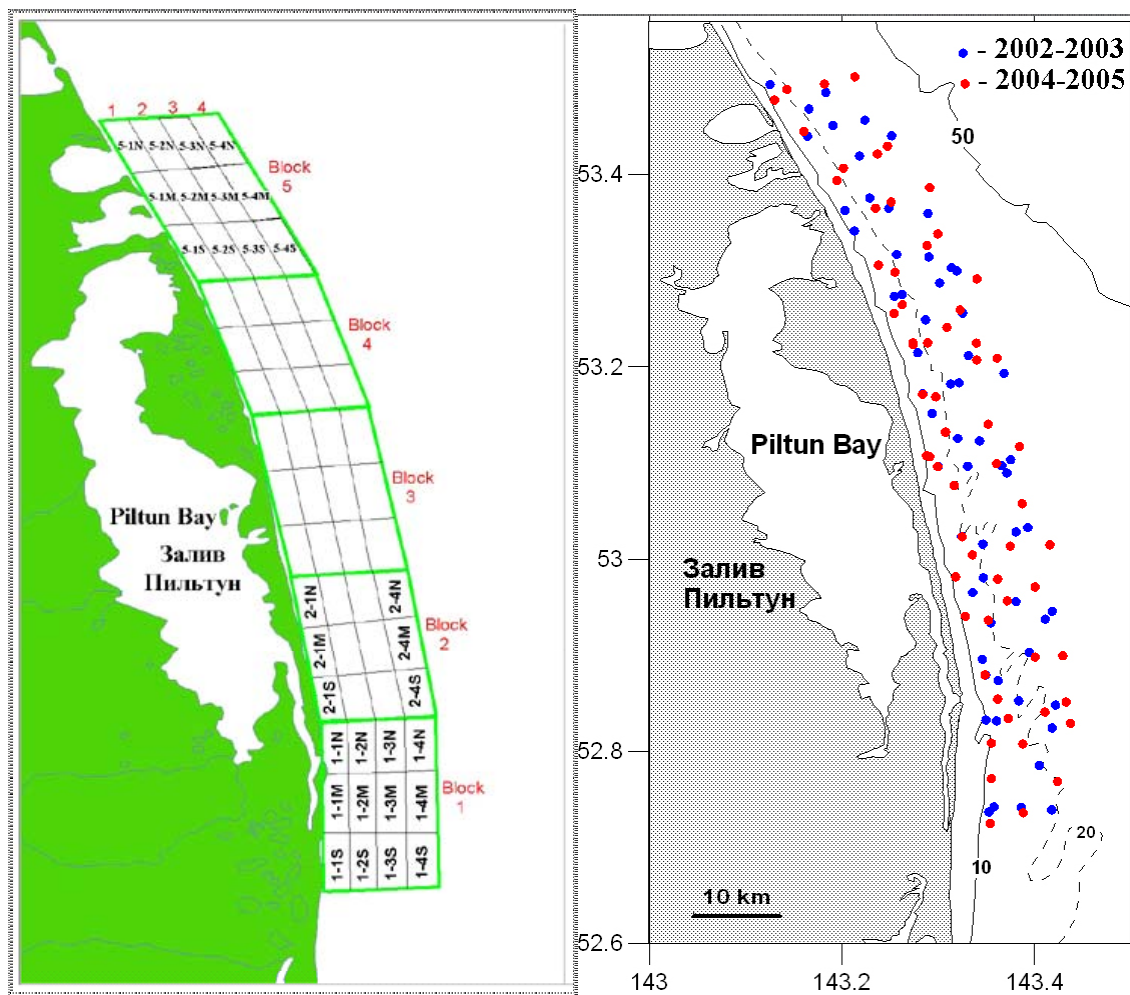 1 2 3 4
5-1N 5-2N 5-3N 5-4N
Block
5
5-1M 5-2M 5-3M 5-4M
5-1S 5-2S 5-3S 5-4S
Block
4
Block
3
Piltun Bay
Залив
Пильтун
2-1N 2-4N
Block
2
2-1M 2-4M
2-1S 2-4S
1-1N 1-2N 1-3N 1-4N
Block
1
1-1M 1-2M 1-3M 1-4M
1-1S 1-2S 1-3S 1-4S
- 2002-2003
- 2004-2005
50
53.4
53.2
Piltun Bay
53
Залив
Пильтун
52.8
20
10
10 km
52.6
143 143.2 143.4